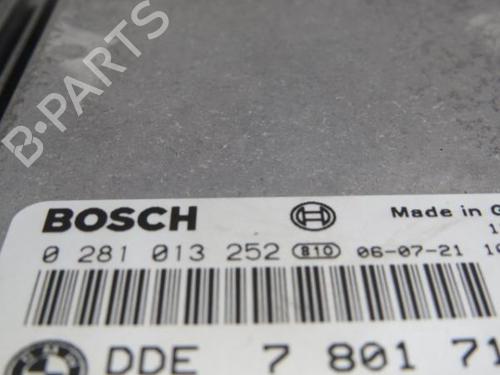 B-PARTS
BOSCH
Made in
0 281 013 252 810 06-07-21
DDE 7 801 71